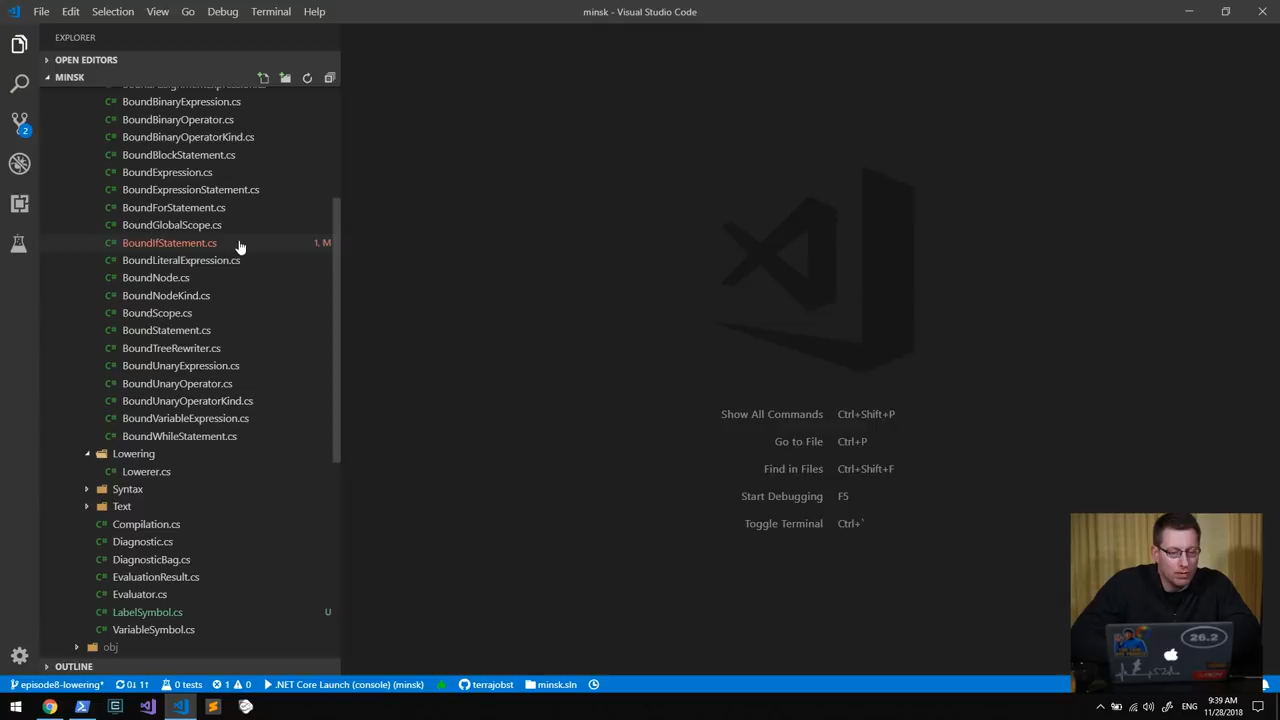 File Edit Selection View Go Debug Terminal Help
minsk - Visual Studio Code
EXPLORER
OPEN EDITORS
MINSK
BoundBinaryExpression.cs
BoundBinaryOperator.cs
BoundBinaryOperatorKind.cs
BoundBlockStatement.cs
BoundExpression.cs
BoundExpressionStatement.cs
BoundForStatement.cs
BoundGlobalScope.cs
BoundIfStatement.cs 1, M
BoundLiteralExpression.cs
BoundNode.cs
BoundNodeKind.cs
BoundScope.cs
BoundStatement.cs
BoundTreeRewriter.cs
BoundUnaryExpression.cs
BoundUnaryOperator.cs
BoundUnaryOperatorKind.cs
BoundVariableExpression.cs
BoundWhileStatement.cs
Lowering
Lowerer.cs
Syntax
Text
Compilation.cs
Diagnostic.cs
DiagnosticBag.cs
EvaluationResult.cs
Evaluator.cs
LabelSymbol.cs U
VariableSymbol.cs
obj
OUTLINE
2
Show All Commands Ctrl+Shift+P
Go to File Ctrl+P
Find in Files Ctrl+Shift+F
Start Debugging F5
Toggle Terminal Ctrl+`
26.2
episode8-lowering* 0↓ 1↑ 0 tests 1 0 .NET Core Launch (console) (minsk) terrajobst minsk.sln
ENG 9:39 AM
11/28/2018